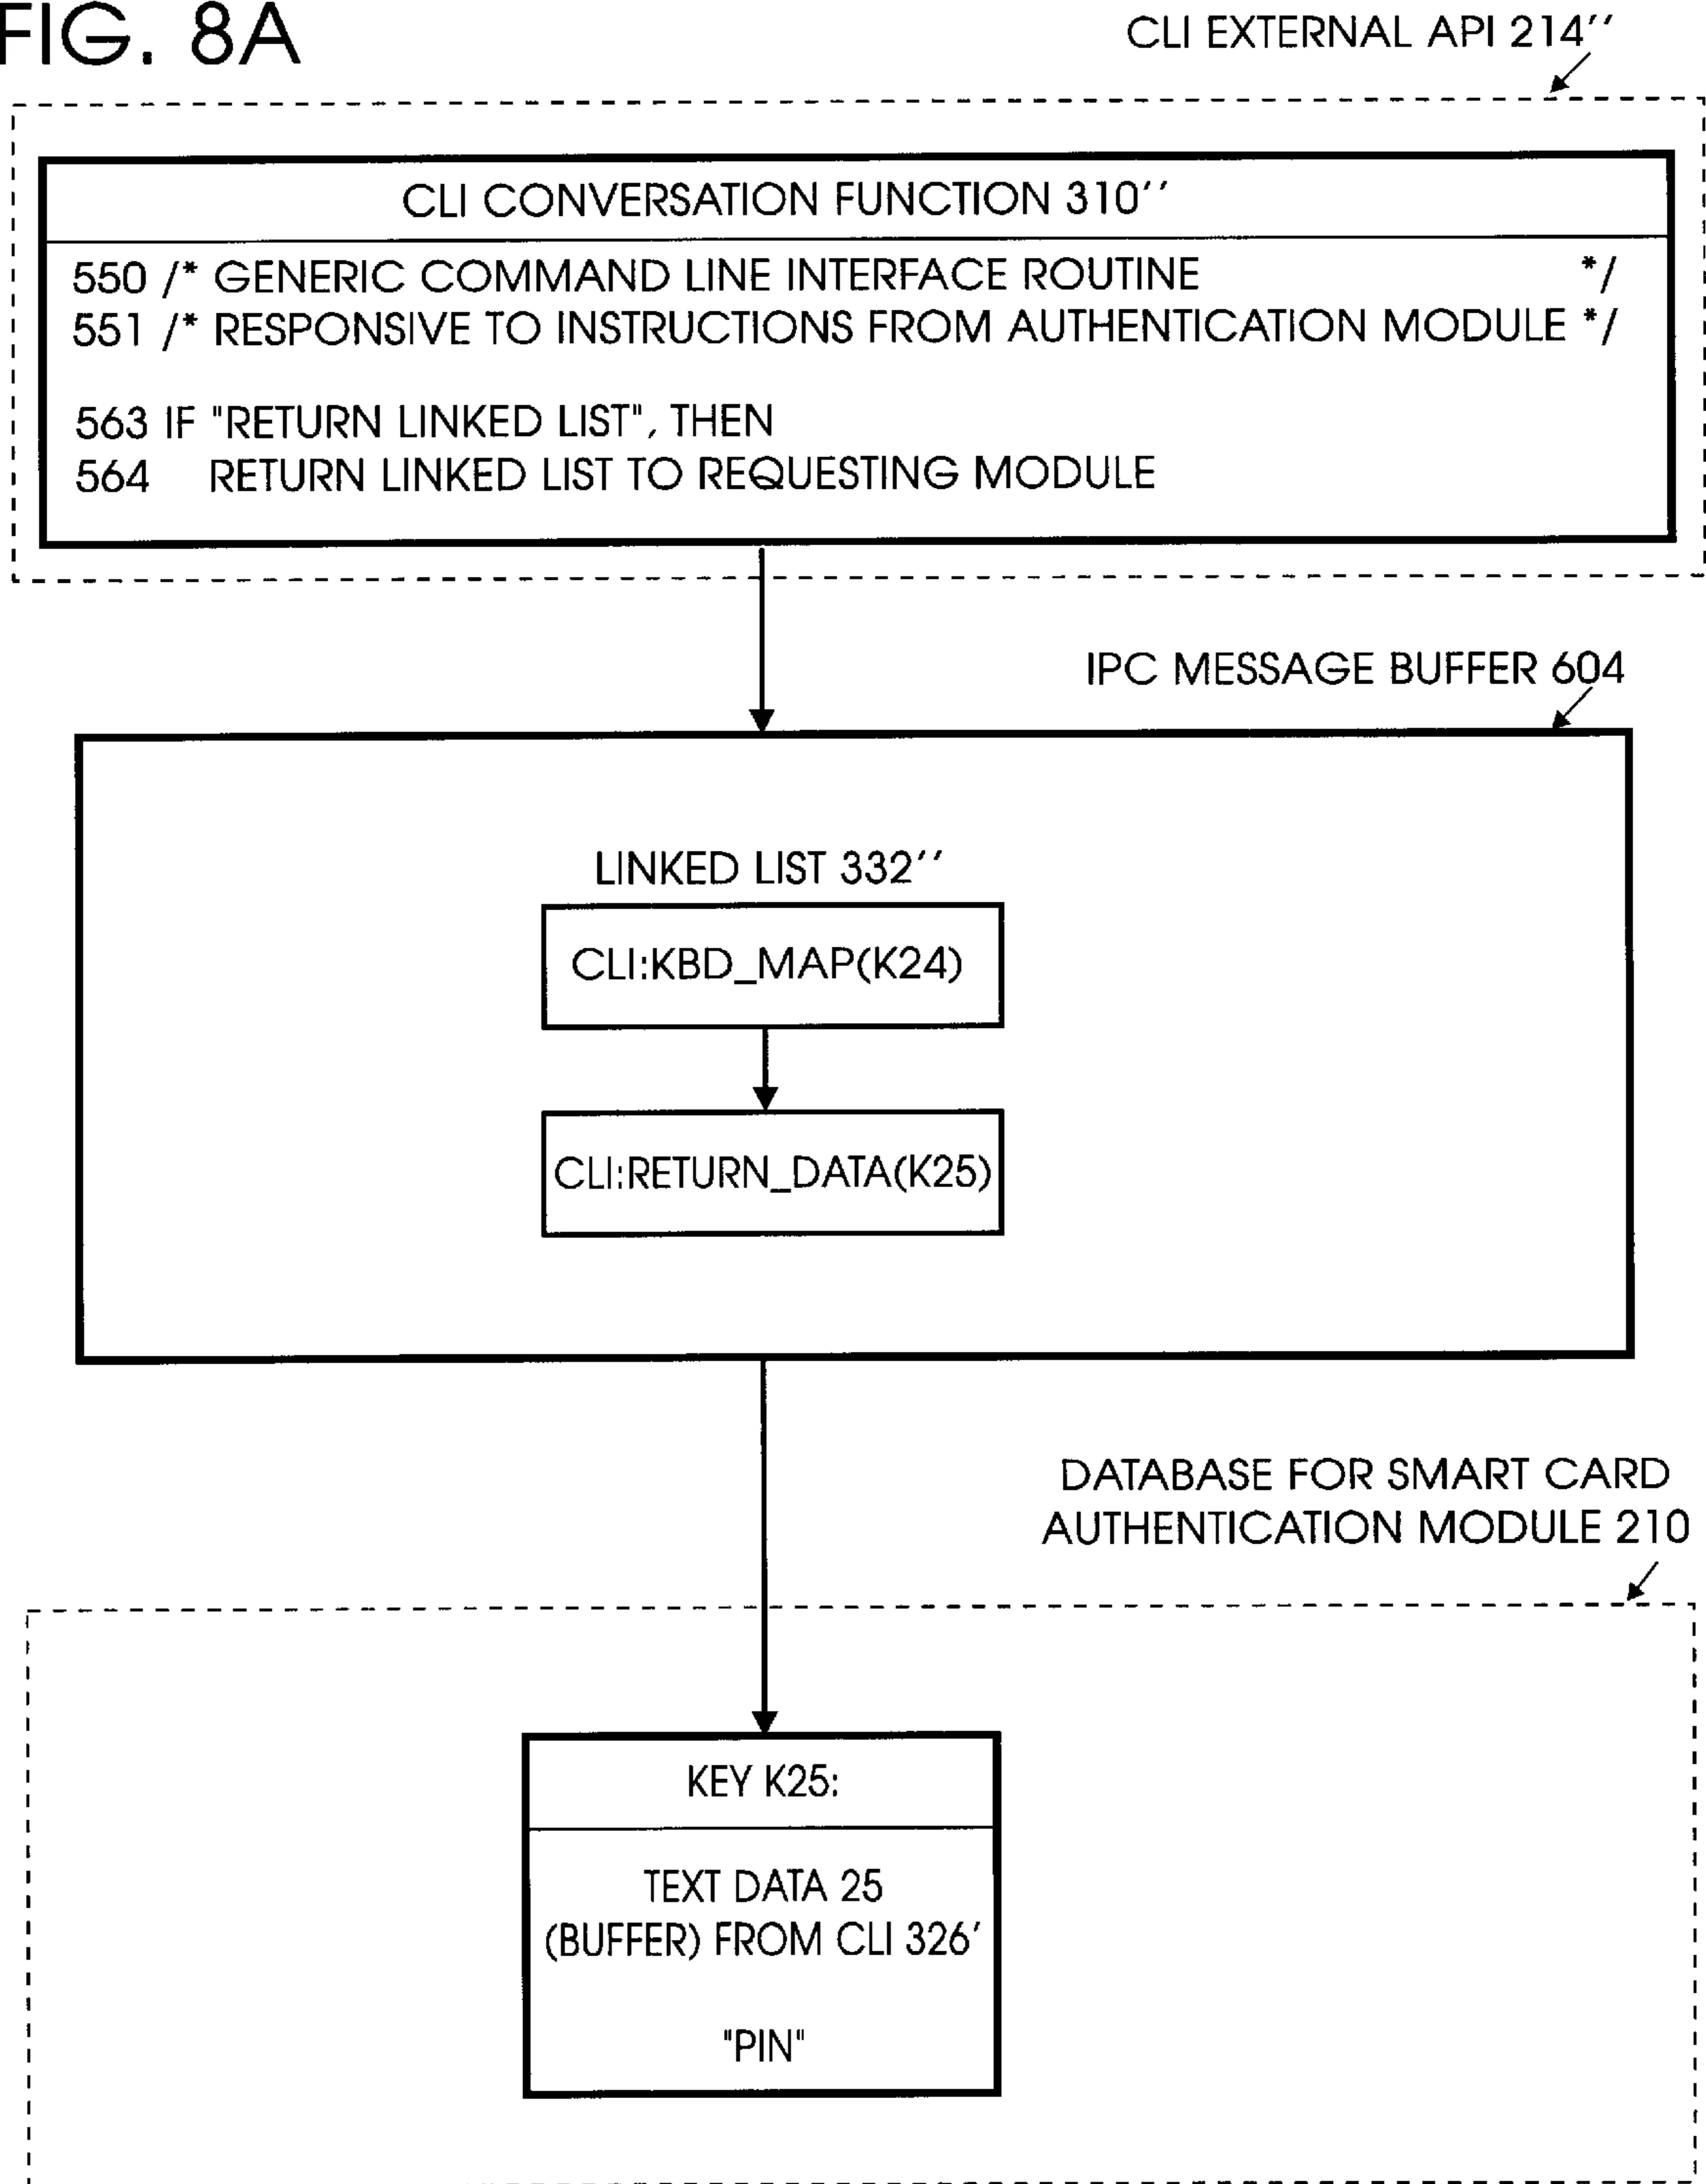 FIG. 8A
CLI EXTERNAL API 214''
CLI CONVERSATION FUNCTION 310''
550 /* GENERIC COMMAND LINE INTERFACE ROUTINE */
551 /* RESPONSIVE TO INSTRUCTIONS FROM AUTHENTICATION MODULE */
563 IF "RETURN LINKED LIST", THEN
564 RETURN LINKED LIST TO REQUESTING MODULE
IPC MESSAGE BUFFER 604
LINKED LIST 332''
CLI:KBD_MAP(K24)
CLI:RETURN_DATA(K25)
DATABASE FOR SMART CARD
AUTHENTICATION MODULE 210
KEY K25:
TEXT DATA 25
(BUFFER) FROM CLI 326'
"PIN"